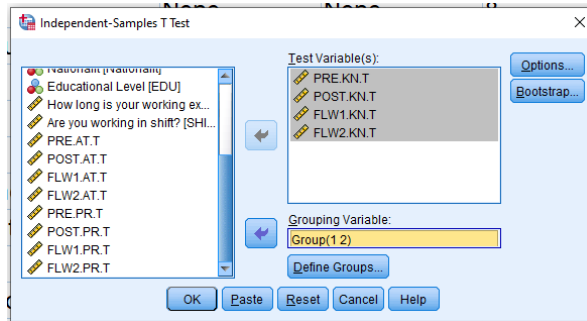 None None 8
Independent-Samples T Test
Test Variable(s):
Nationalit [Nationalit]
Educational Level [EDU]
How long is your working ex...
Are you working in shift? [SHI...
PRE.AT.T
POST.AT.T
FLW1.AT.T
FLW2.AT.T
PRE.PR.T
POST.PR.T
FLW1.PR.T
FLW2.PR.T
PRE.KN.T
POST.KN.T
FLW1.KN.T
FLW2.KN.T
Options...
Bootstrap...
Grouping Variable:
Group(1 2)
Define Groups...
OK Paste Reset Cancel Help